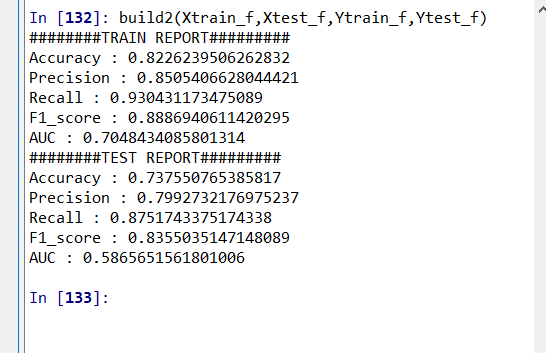 In [132]: build2(Xtrain_f,Xtest_f,Ytrain_f,Ytest_f)
########TRAIN REPORT#########
Accuracy : 0.8226239506262832
Precision : 0.8505406628044421
Recall : 0.930431173475089
F1_score : 0.8886940611420295
AUC : 0.7048434085801314
########TEST REPORT#########
Accuracy : 0.737550765385817
Precision : 0.7992732176975237
Recall : 0.8751743375174338
F1_score : 0.8355035147148089
AUC : 0.5865651561801006
In [133]: